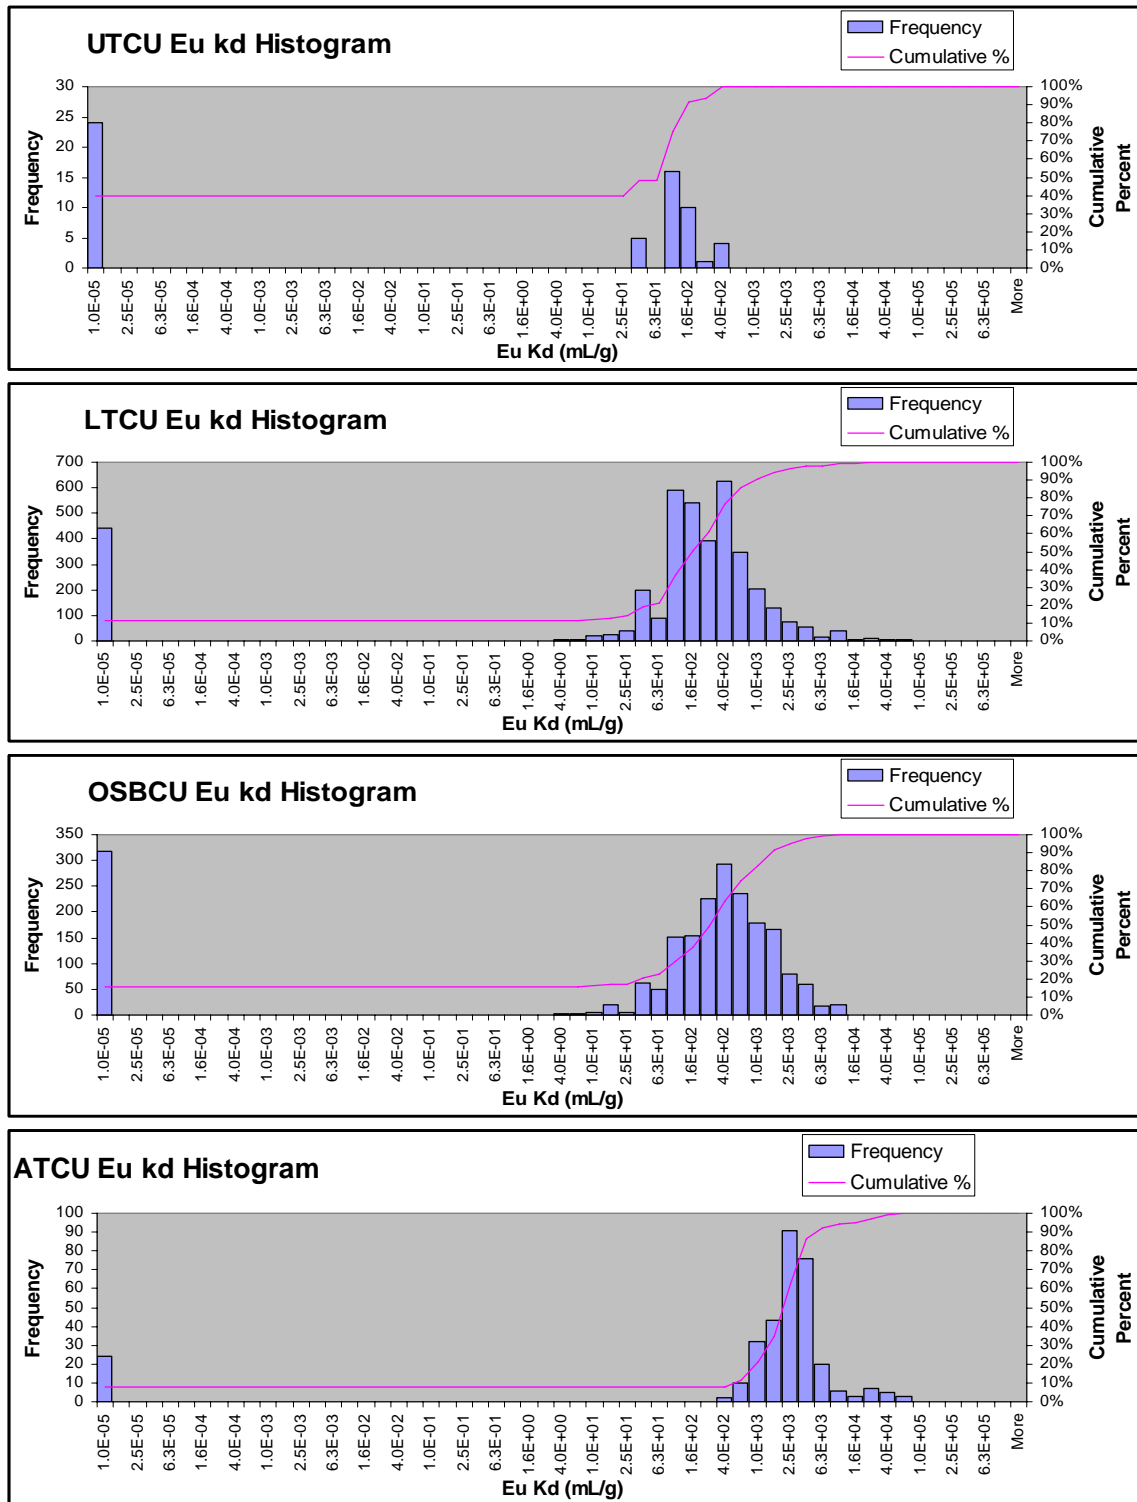 UTCU Eu kd Histogram
Frequency
Cumulative %
30
25
20
15
10
5
0
Frequency
100%
90%
80%
70%
60%
50%
40%
30%
20%
10%
0%
Cumulative
Percent
1.0E-05
2.5E-05
6.3E-05
1.6E-04
4.0E-04
1.0E-03
2.5E-03
6.3E-03
1.6E-02
4.0E-02
1.0E-01
2.5E-01
6.3E-01
1.6E+00
4.0E+00
1.0E+01
2.5E+01
6.3E+01
1.6E+02
4.0E+02
1.0E+03
2.5E+03
6.3E+03
1.6E+04
4.0E+04
1.0E+05
2.5E+05
6.3E+05
More
Eu Kd (mL/g)
LTCU Eu kd Histogram
Frequency
Cumulative %
700
600
500
400
300
200
100
0
Frequency
100%
90%
80%
70%
60%
50%
40%
30%
20%
10%
0%
Cumulative
Percent
1.0E-05
2.5E-05
6.3E-05
1.6E-04
4.0E-04
1.0E-03
2.5E-03
6.3E-03
1.6E-02
4.0E-02
1.0E-01
2.5E-01
6.3E-01
1.6E+00
4.0E+00
1.0E+01
2.5E+01
6.3E+01
1.6E+02
4.0E+02
1.0E+03
2.5E+03
6.3E+03
1.6E+04
4.0E+04
1.0E+05
2.5E+05
6.3E+05
More
Eu Kd (mL/g)
OSBCU Eu kd Histogram
Frequency
Cumulative %
350
300
250
200
150
100
50
0
Frequency
100%
90%
80%
70%
60%
50%
40%
30%
20%
10%
0%
Cumulative
Percent
1.0E-05
2.5E-05
6.3E-05
1.6E-04
4.0E-04
1.0E-03
2.5E-03
6.3E-03
1.6E-02
4.0E-02
1.0E-01
2.5E-01
6.3E-01
1.6E+00
4.0E+00
1.0E+01
2.5E+01
6.3E+01
1.6E+02
4.0E+02
1.0E+03
2.5E+03
6.3E+03
1.6E+04
4.0E+04
1.0E+05
2.5E+05
6.3E+05
More
Eu Kd (mL/g)
ATCU Eu kd Histogram
Frequency
Cumulative %
100
90
80
70
60
50
40
30
20
10
0
Frequency
100%
90%
80%
70%
60%
50%
40%
30%
20%
10%
0%
Cumulative
Percent
1.0E-05
2.5E-05
6.3E-05
1.6E-04
4.0E-04
1.0E-03
2.5E-03
6.3E-03
1.6E-02
4.0E-02
1.0E-01
2.5E-01
6.3E-01
1.6E+00
4.0E+00
1.0E+01
2.5E+01
6.3E+01
1.6E+02
4.0E+02
1.0E+03
2.5E+03
6.3E+03
1.6E+04
4.0E+04
1.0E+05
2.5E+05
6.3E+05
More
Eu Kd (mL/g)